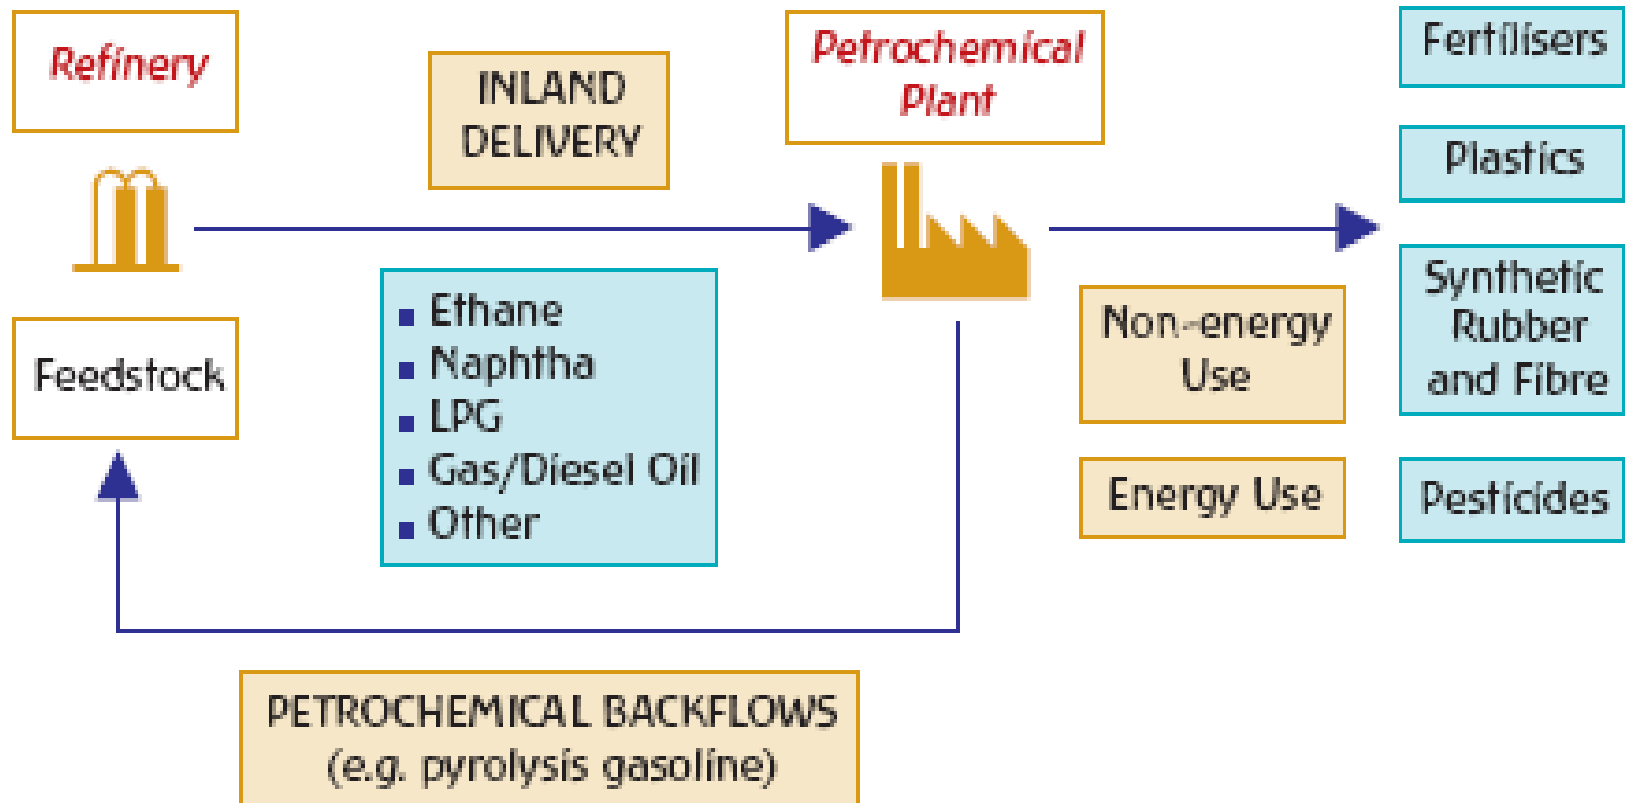 Refinery
INLAND
DELIVERY
Petrochemical
Plant
Fertilisers
Plastics
Synthetic
Rubber
and Fibre
Pesticides
Feedstock
Ethane
Naphtha
LPG
Gas/Diesel Oil
Other
Non-energy
Use
Energy Use
PETROCHEMICAL BACKFLOWS
(e.g. pyrolysis gasoline)